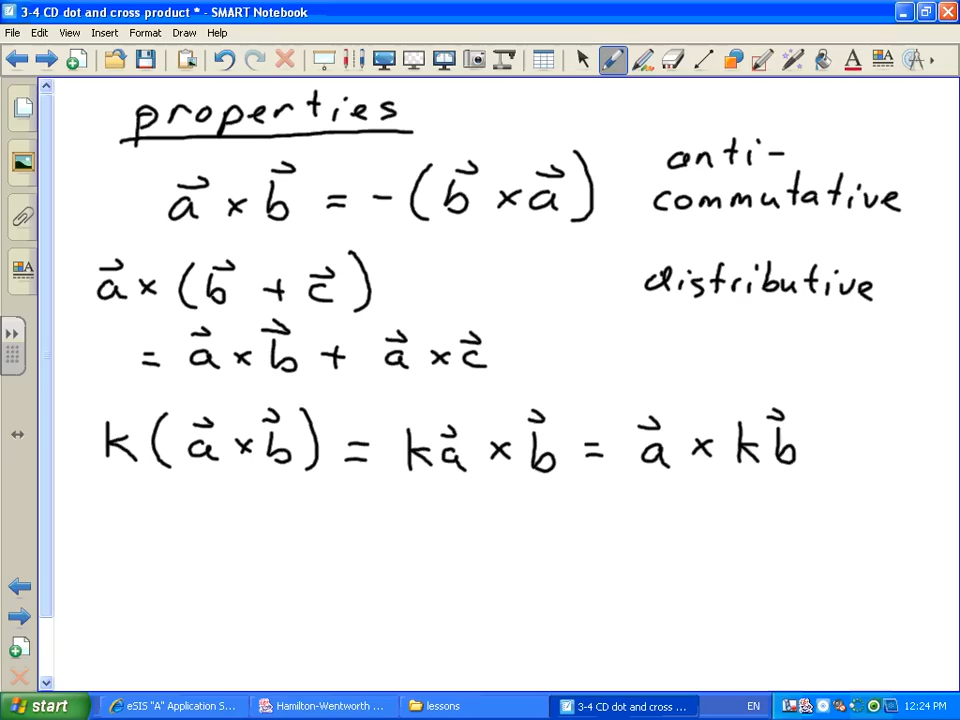 3-4 CD dot and cross product * - SMART Notebook
File Edit View Insert Format Draw Help
properties
a⃗ × b⃗ = -(b⃗ × a⃗) anti-
commutative
a⃗ × (b⃗ + c⃗) distributive
= a⃗ × b⃗ + a⃗ × c⃗
k(a⃗ × b⃗) = ka⃗ × b⃗ = a⃗ × kb⃗
start eSIS "A" Application S... Hamilton-Wentworth ... lessons 3-4 CD dot and cross ... EN 12:24 PM